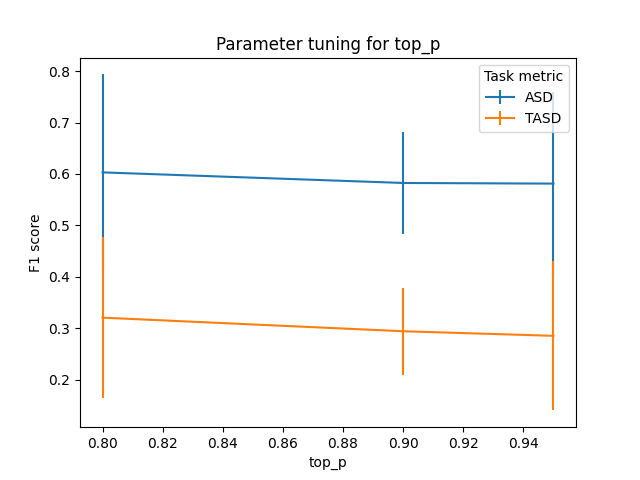 Parameter tuning for top_p
Task metric
ASD
TASD
F1 score
0.8
0.7
0.6
0.5
0.4
0.3
0.2
0.80 0.82 0.84 0.86 0.88 0.90 0.92 0.94
top_p